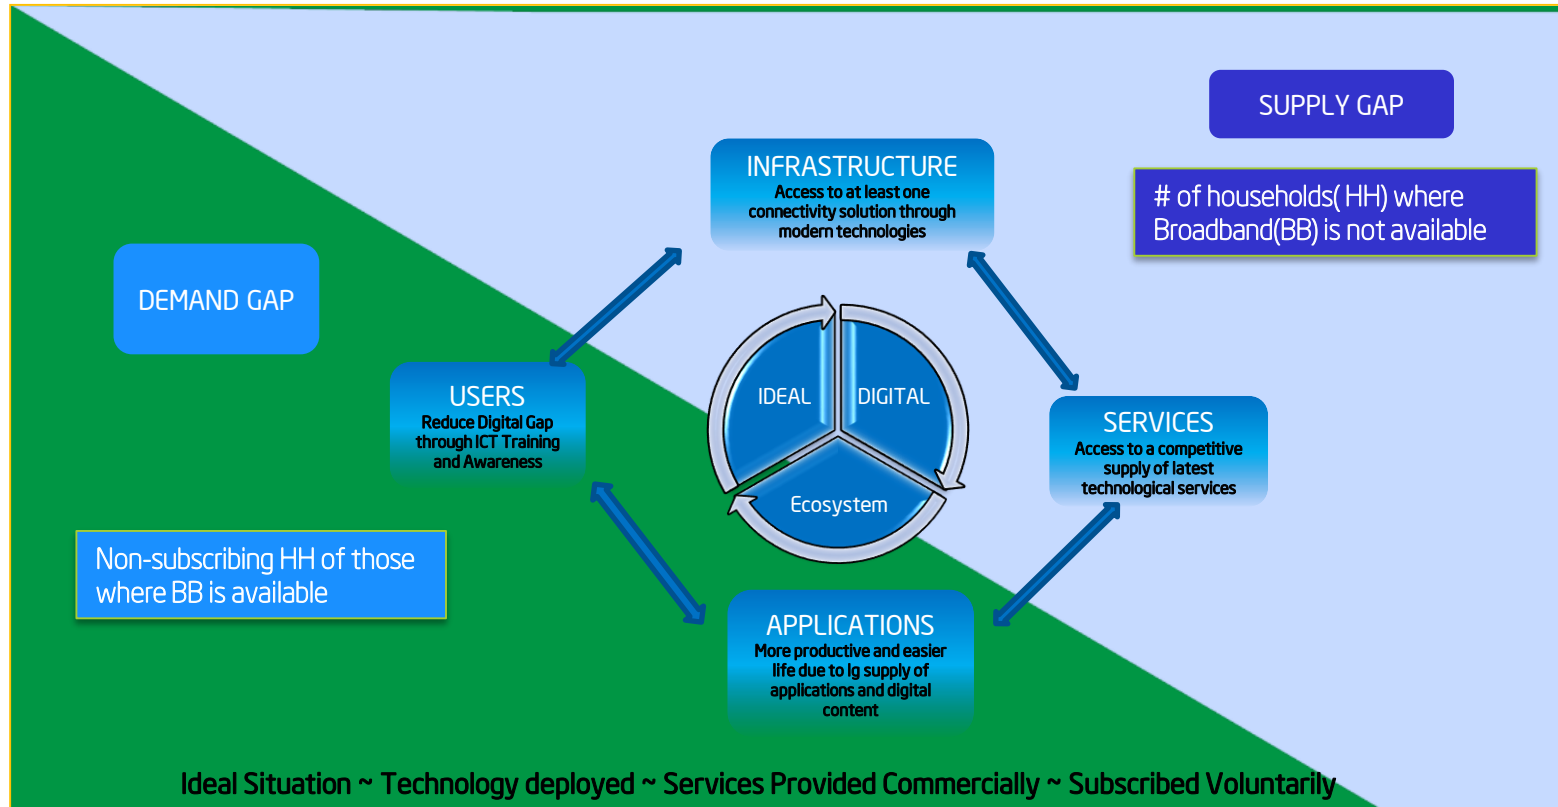 SUPPLY GAP
# of households( HH) where
Broadband(BB) is not available
INFRASTRUCTURE
Access to at least one
connectivity solution through
modern technologies
DEMAND GAP
USERS
Reduce Digital Gap
through ICT Training
and Awareness
IDEAL
DIGITAL
Ecosystem
SERVICES
Access to a competitive
supply of latest
technological services
Non-subscribing HH of those
where BB is available
APPLICATIONS
More productive and easier
life due to lg supply of
applications and digital
content
Ideal Situation ~ Technology deployed ~ Services Provided Commercially ~ Subscribed Voluntarily